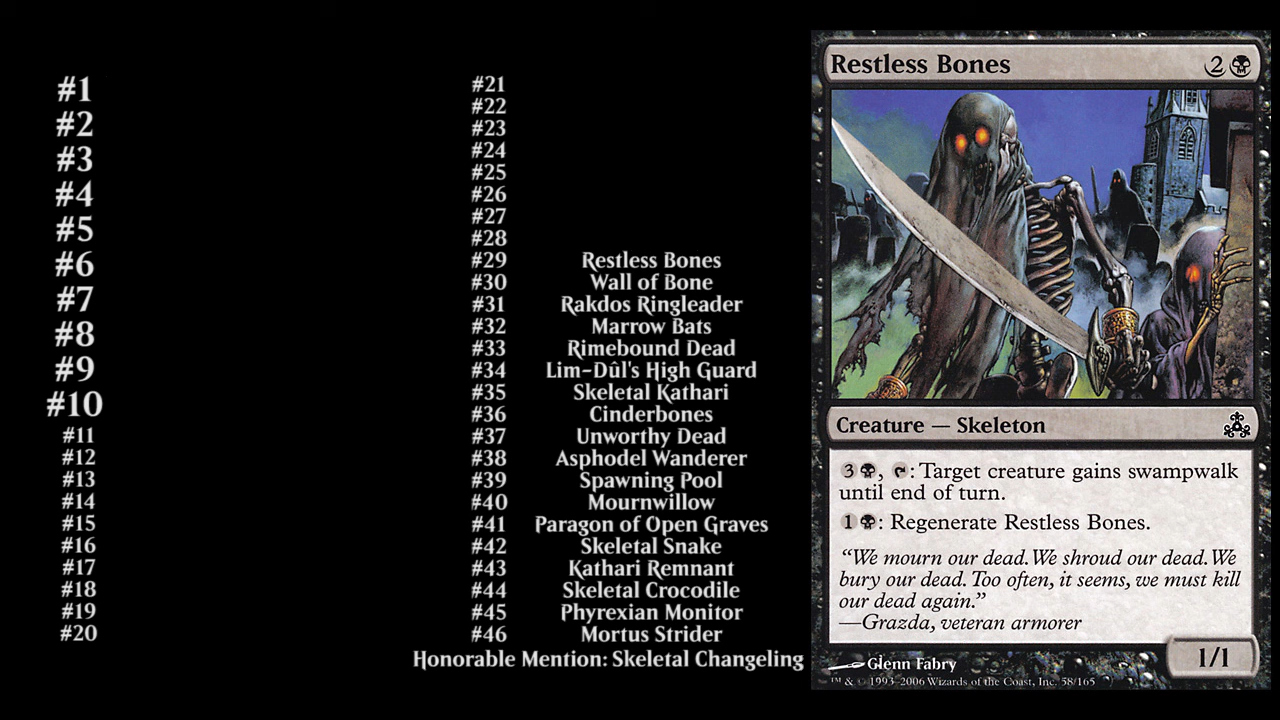 #1
#2
#3
#4
#5
#6
#7
#8
#9
#10
#11
#12
#13
#14
#15
#16
#17
#18
#19
#20
#21
#22
#23
#24
#25
#26
#27
#28
#29 Restless Bones
#30 Wall of Bone
#31 Rakdos Ringleader
#32 Marrow Bats
#33 Rimebound Dead
#34 Lim-Dûl's High Guard
#35 Skeletal Kathari
#36 Cinderbones
#37 Unworthy Dead
#38 Asphodel Wanderer
#39 Spawning Pool
#40 Mournwillow
#41 Paragon of Open Graves
#42 Skeletal Snake
#43 Kathari Remnant
#44 Skeletal Crocodile
#45 Phyrexian Monitor
#46 Mortus Strider
Honorable Mention: Skeletal Changeling
Restless Bones 2
Creature — Skeleton
3, : Target creature gains swampwalk
until end of turn.
1: Regenerate Restless Bones.
“We mourn our dead. We shroud our dead. We
bury our dead. Too often, it seems, we must kill
our dead again.”
—Grazda, veteran armorer
1/1
Glenn Fabry
™ & © 1993–2006 Wizards of the Coast, Inc. 58/165